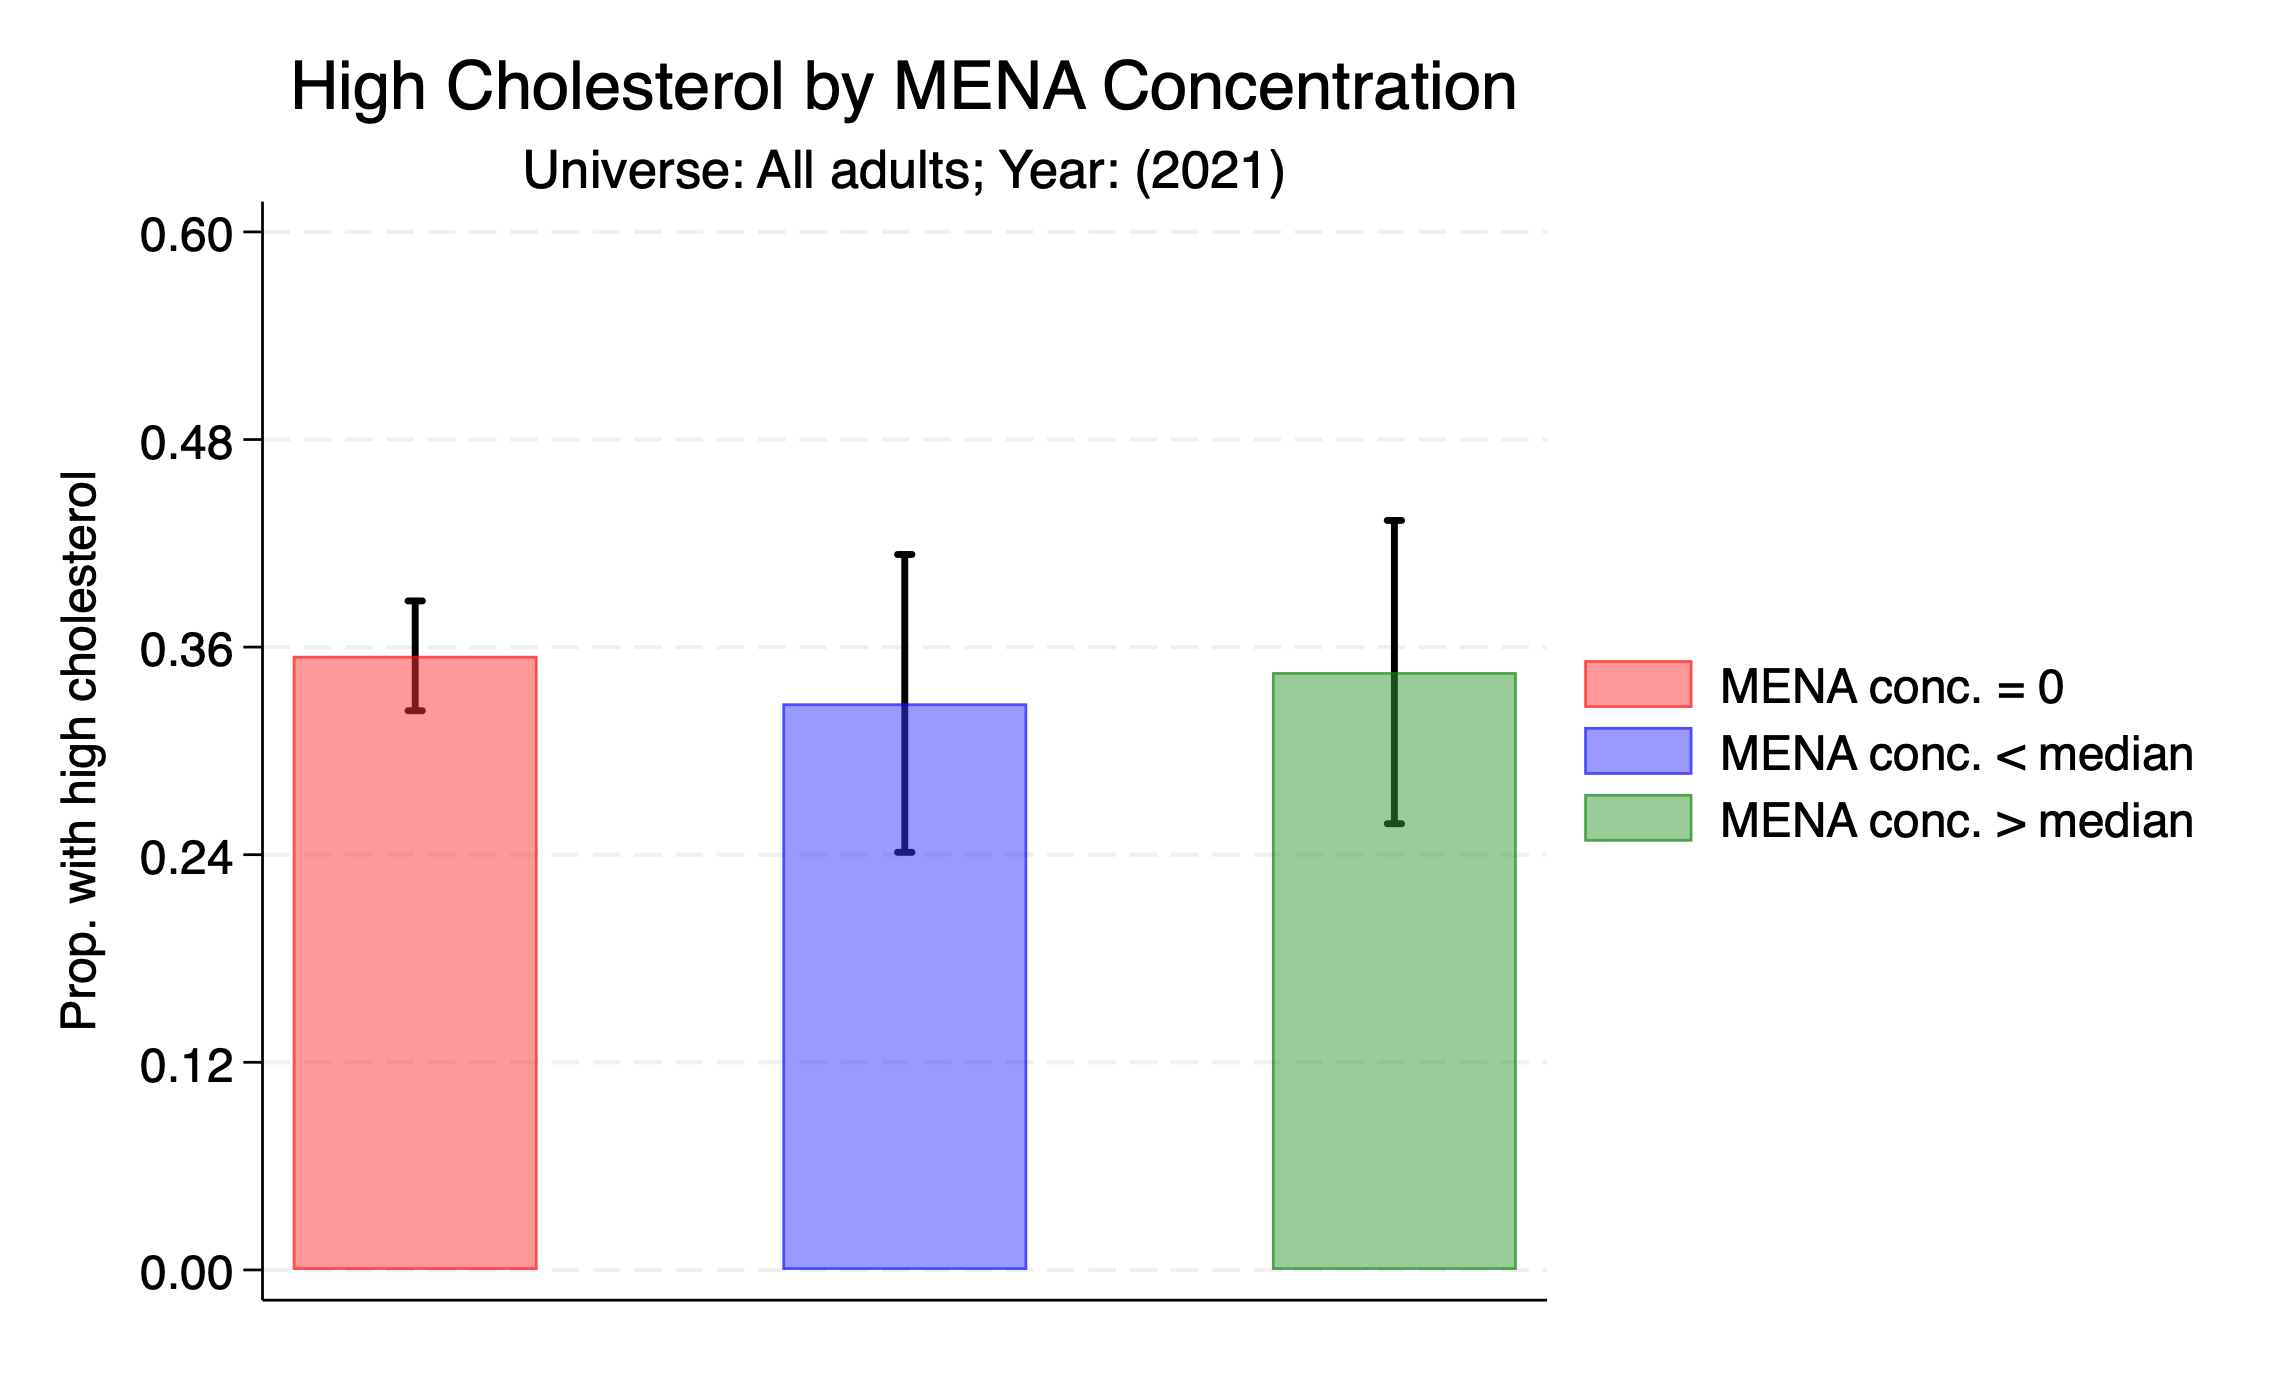 High Cholesterol by MENA Concentration
Universe: All adults; Year: (2021)
Prop. with high cholesterol
0.60
0.48
0.36
0.24
0.12
0.00
MENA conc. = 0
MENA conc. < median
MENA conc. > median